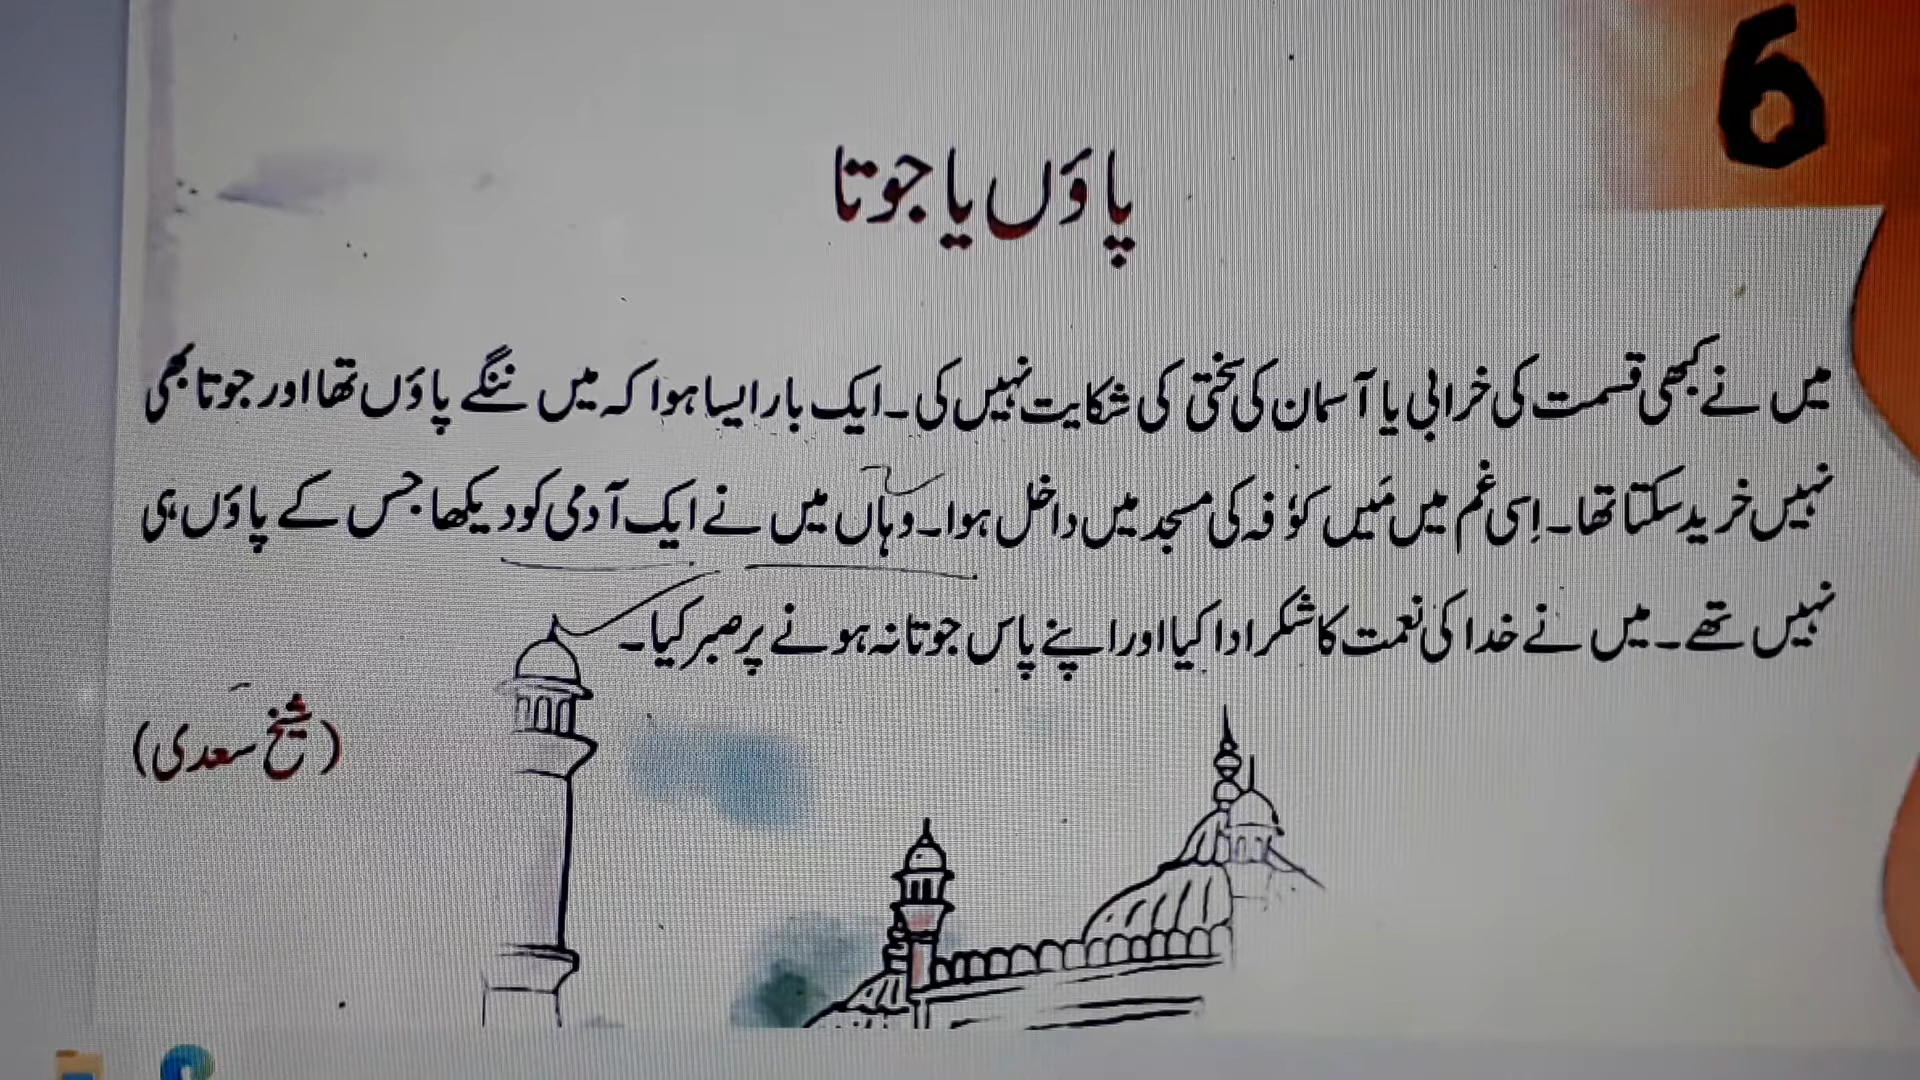 6
پاؤں یا جوتا
میں نے کبھی قسمت کی خرابی یا آسمان کی سختی کی شکایت نہیں کی۔ ایک بار ایسا ہوا کہ میں ننگے پاؤں تھا اور جوتا بھی
نہیں خرید سکتا تھا۔ اِسی غم میں مَیں کوٗفہ کی مسجد میں داخل ہوا۔ وہاں میں نے ایک آدمی کو دیکھا جس کے پاؤں ہی
نہیں تھے۔ میں نے خدا کی نعمت کا شکر ادا کیا اور اپنے پاس جوتا نہ ہونے پر صبر کیا۔
(شیخ سعدی)